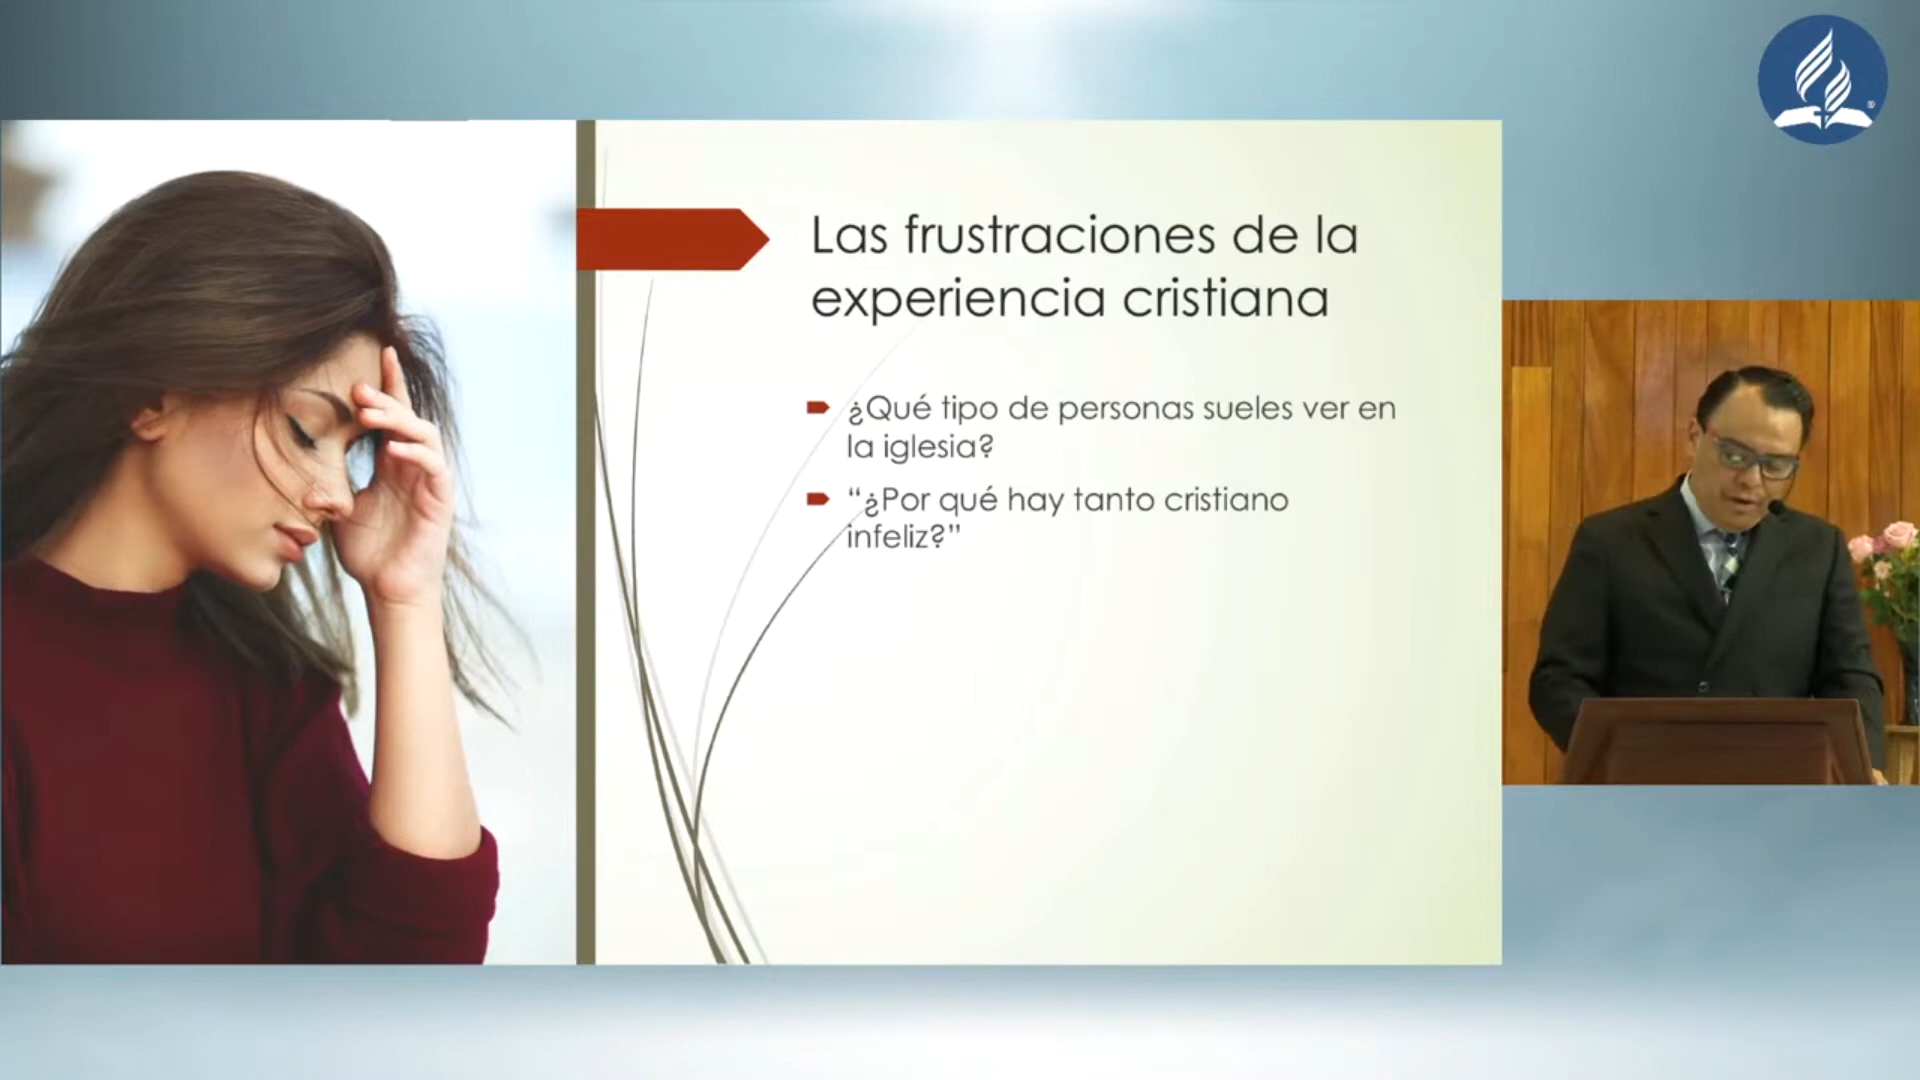 Las frustraciones de la
experiencia cristiana
¿Qué tipo de personas sueles ver en
la iglesia?
“¿Por qué hay tanto cristiano
infeliz?”
®